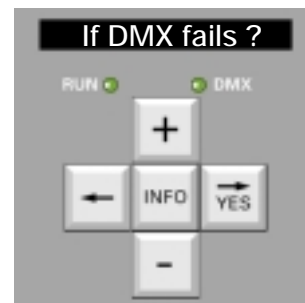 If DMX fails ?
RUN DMX
+
← INFO → YES
-